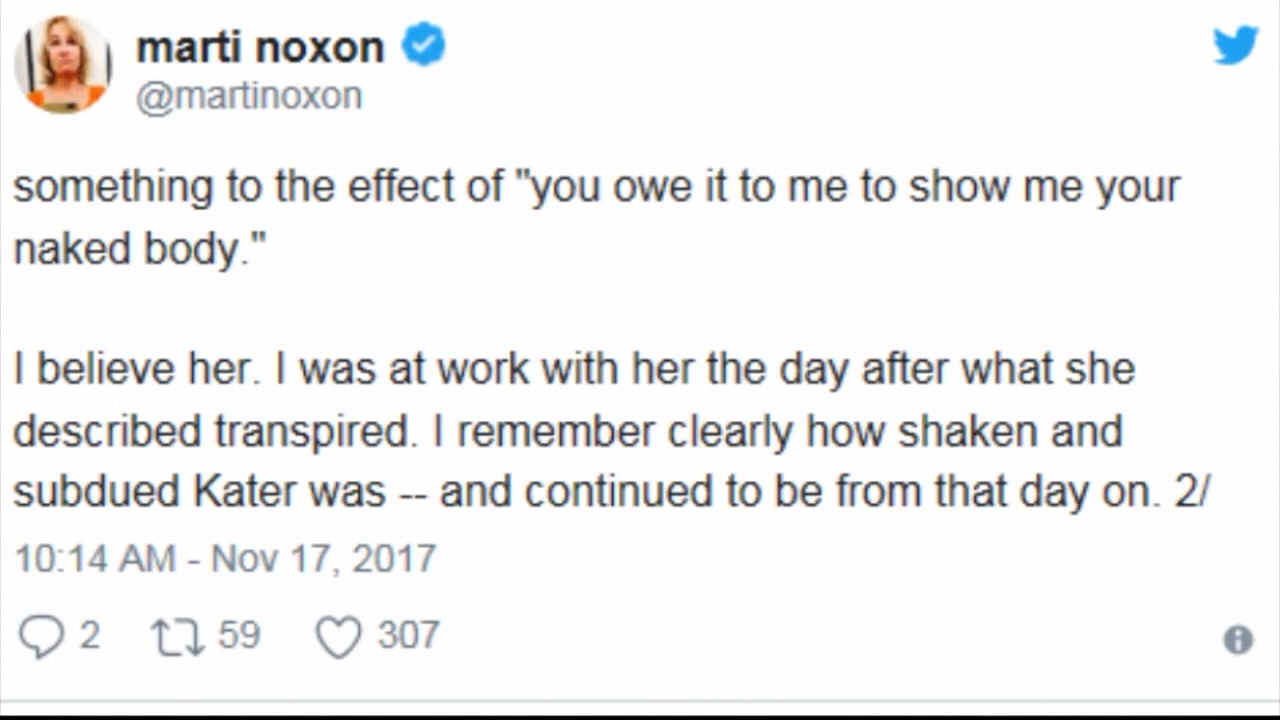 marti noxon
@martinoxon
something to the effect of "you owe it to me to show me your
naked body."
I believe her. I was at work with her the day after what she
described transpired. I remember clearly how shaken and
subdued Kater was -- and continued to be from that day on. 2/
10:14 AM - Nov 17, 2017
2 59 307